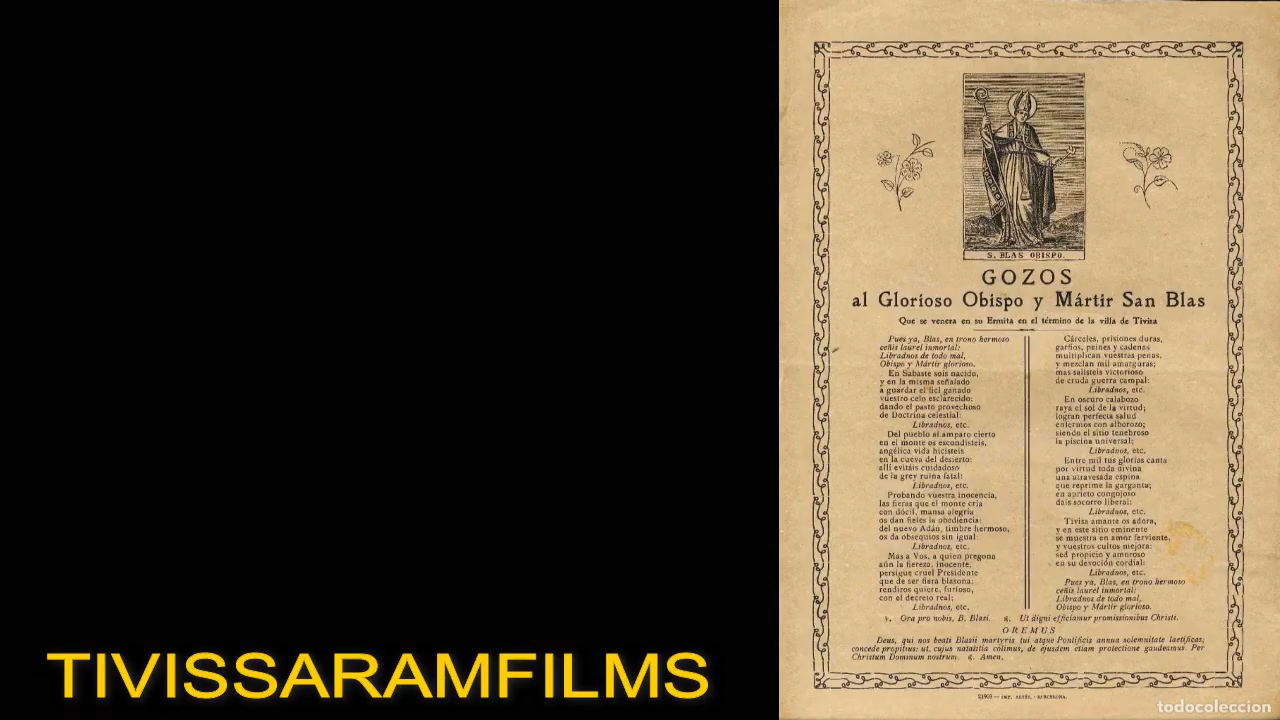 S. BLAS OBISPO.
GOZOS
al Glorioso Obispo y Mártir San Blas
Que se venera en su Ermita en el término de la villa de Tivisa
Pues ya, Blas, en trono hermoso
ceñis laurel inmortal:
Libradnos de todo mal,
Obispo y Mártir glorioso.
En Sabaste sois nacido,
y en la misma señalado
a guardar el fiel ganado
vuestro celo esclarecido:
dando el pasto provechoso
de Doctrina celestial:
Libradnos, etc.
Del pueblo al amparo cierto
en el monte os escondisteis,
angélica vida hicisteis
en la cueva del desierto:
allí evitáis cuidadoso
de la grey ruina fatal:
Libradnos, etc.
Probando vuestra inocencia,
las fieras que el monte cría
con dócil, mansa alegría
os dan fieles la obediencia:
del nuevo Adán, timbre hermoso,
os da obsequios sin igual:
Libradnos, etc.
Mas a Vos, a quien pregona
aún la fiereza, inocente,
persigue cruel Presidente
que de ser fiera blasona:
rendiros quiere, furioso,
con el decreto real;
Libradnos, etc.
Cárceles, prisiones duras,
garfios, peines y cadenas
multiplican vuestras penas,
y mezclan mil amarguras;
mas salisteis victorioso
de cruda guerra campal:
Libradnos, etc.
En oscuro calabozo
raya el sol de la virtud;
logran perfecta salud
enfermos con alborozo;
siendo el sitio tenebroso
la piscina universal;
Libradnos, etc.
Entre mil tus glorias canta
por virtud toda divina
una atravesada espina
que reprime la garganta;
en aprieto congojoso
dais socorro liberal:
Libradnos, etc.
Tivisa amante os adora,
y en este sitio eminente
se muestra en amor ferviente,
y vuestros cultos mejora:
sed propicio y amoroso
en su devoción cordial:
Libradnos, etc.
Pues ya, Blas, en trono hermoso
ceñis laurel inmortal:
Libradnos de todo mal,
Obispo y Mártir glorioso.
℣. Ora pro nobis, B. Blasi. ℟. Ut digni efficiamur promissionibus Christi.
OREMUS
Deus, qui nos beati Blasii martyris tui atque Pontificis annua solemnitate laetificas;
concede propitius: ut, cujus natalitia colimus, de ejusdem etiam protectione gaudeamus. Per
Christum Dominum nostrum. ℟. Amen.
BARCELONA.
todocoleccion
TIVISSARAMFILMS